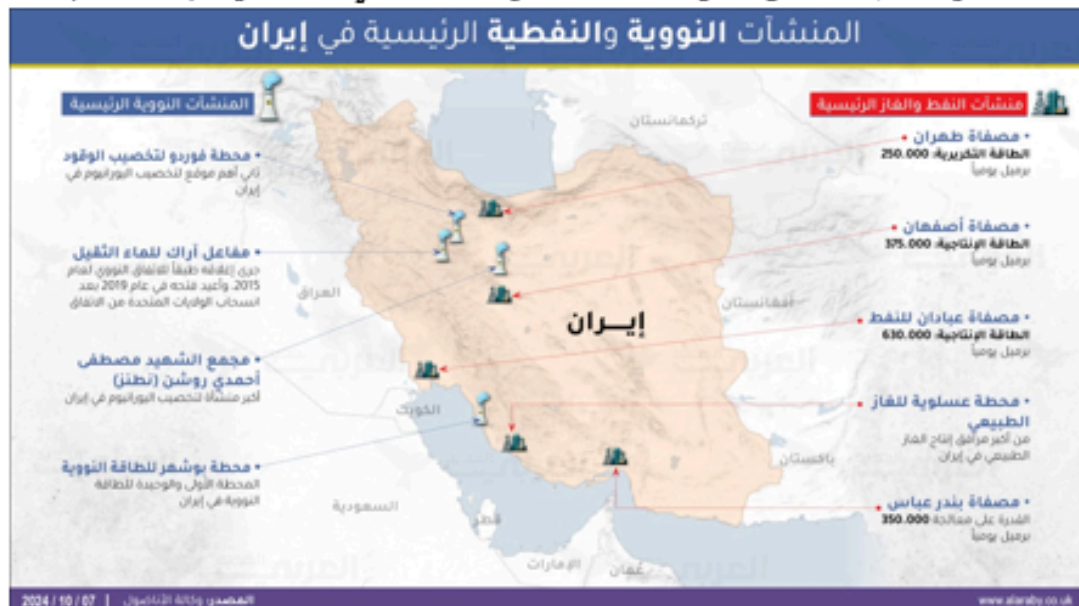 المنشآت النووية والنفطية الرئيسية في إيران
منشآت النفط والغاز الرئيسية
• مصفاة طهران
الطاقة التكريرية: 250.000
برميل يومياً
• مصفاة أصفهان
الطاقة الإنتاجية: 375.000
برميل يومياً
• مصفاة عبادان للنفط
الطاقة الإنتاجية: 630.000
برميل يومياً
• محطة عسلوية للغاز
الطبيعي
من أكبر مرافق إنتاج الغاز
الطبيعي في إيران
• مصفاة بندر عباس
القدرة على معالجة 350.000
برميل يومياً
المنشآت النووية الرئيسية
• محطة فوردو لتخصيب الوقود
ثاني أهم موقع لتخصيب اليورانيوم في
إيران
• مفاعل آراك للماء الثقيل
جرى إغلاقه طبقاً للاتفاق النووي لعام
2015، وأعيد فتحه في عام 2019 بعد
انسحاب الولايات المتحدة من الاتفاق
• مجمع الشهيد مصطفى
أحمدي روشن (نطنز)
أكبر منشأة لتخصيب اليورانيوم في إيران
• محطة بوشهر للطاقة النووية
المحطة الأولى والوحيدة للطاقة
النووية في إيران
تركمانستان
العراق
أفغانستان
إيـــران
الكويت
باكستان
السعودية
قطر
الإمارات
عُمان
المصدر: وكالة الأناضول | 2024 / 10 / 07
www.alaraby.co.uk